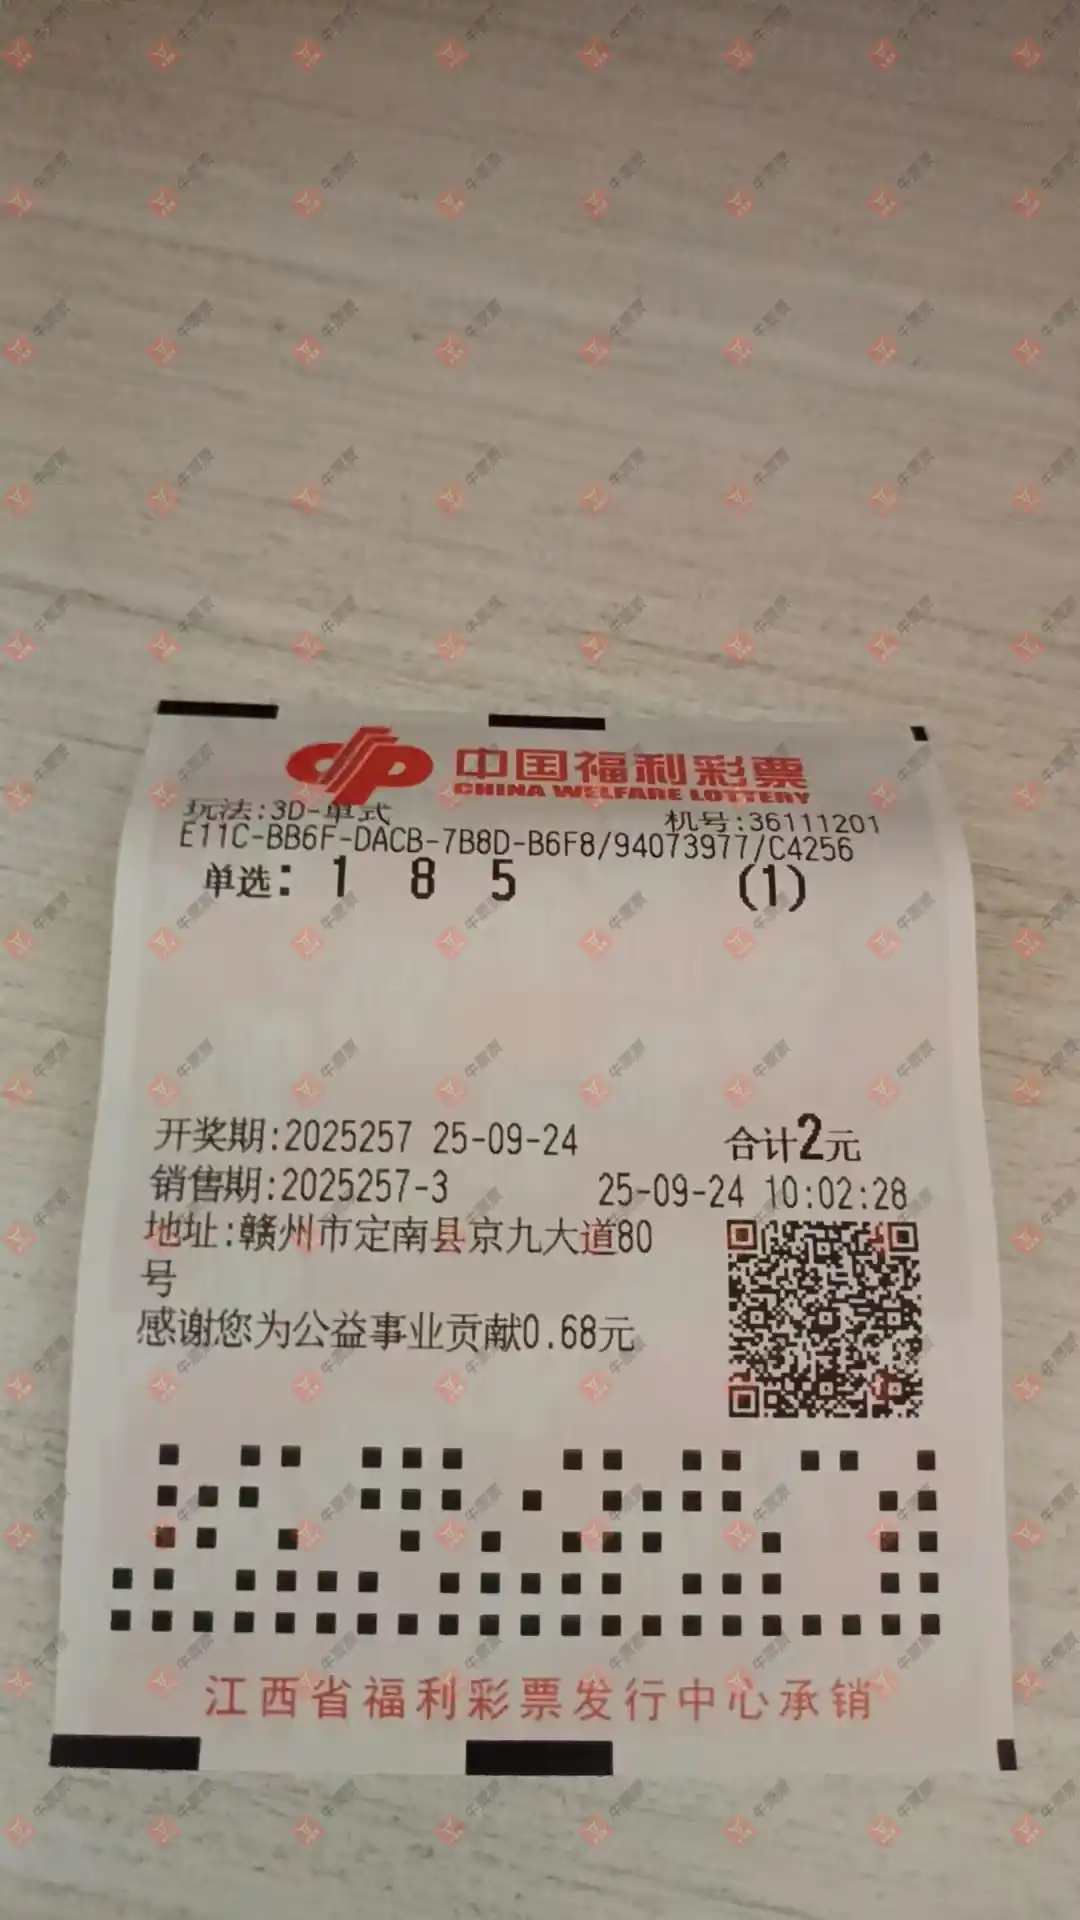 中国福利彩票
CHINA WELFARE LOTTERY
玩法:3D-单式 机号:36111201
E11C-BB6F-DACB-7B8D-B6F8/94073977/C4256
单选: 1 8 5 (1)
开奖期:2025257 25-09-24 合计2元
销售期:2025257-3 25-09-24 10:02:28
地址:赣州市定南县京九大道80
号
感谢您为公益事业贡献0.68元
江西省福利彩票发行中心承销